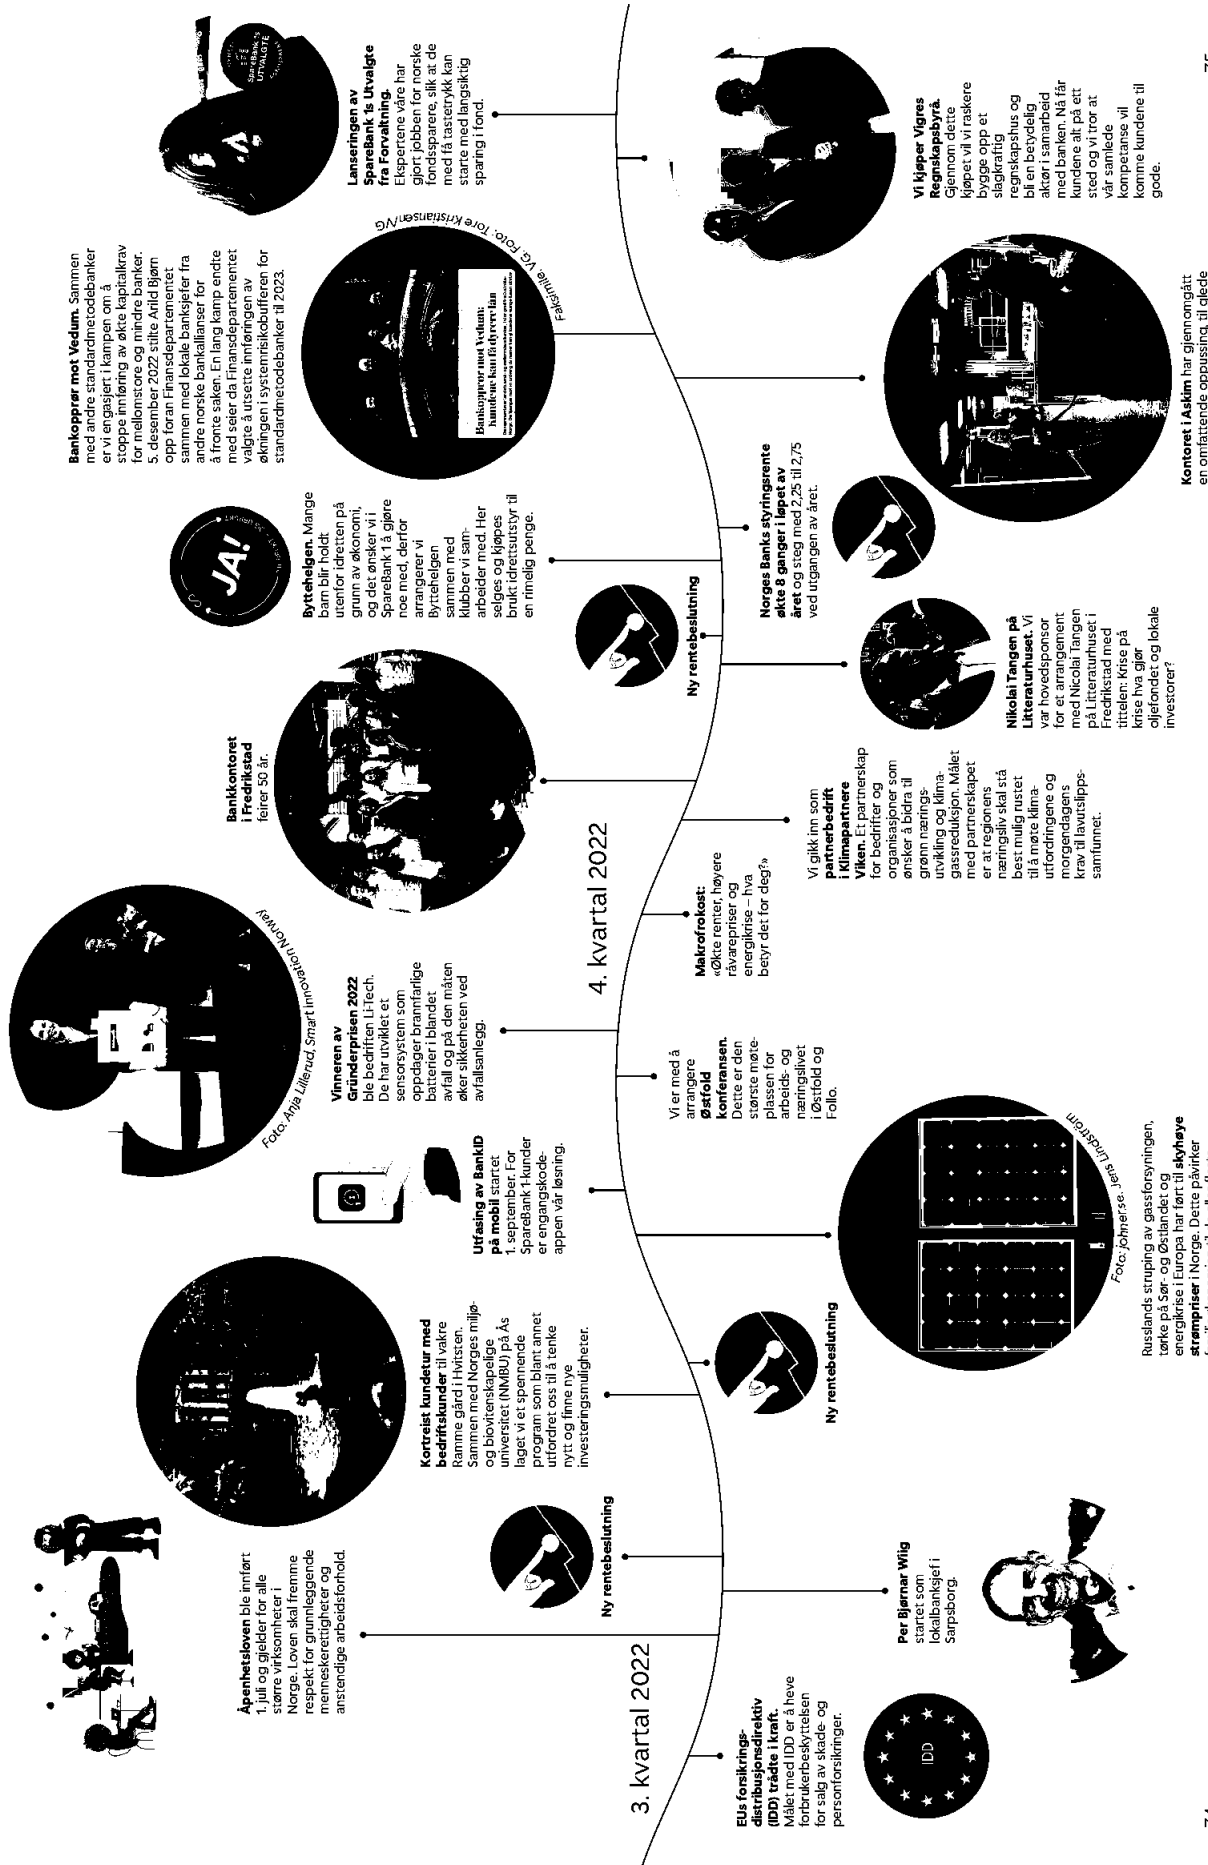 3. kvartal 2022
EUs forsikrings-
distribusjonsdirektiv
(IDD) trådte i kraft.
Målet med IDD er å heve
forbrukerbeskyttelsen
for salg av skade- og
personforsikringer.
IDD
Åpenhetsloven ble innført
1. juli og gjelder for alle
større virksomheter i
Norge. Loven skal fremme
respekt for grunnleggende
menneskerettigheter og
anstendige arbeidsforhold.
Per Bjørnar Wiig
startet som
lokalbanksjef i
Sarpsborg.
Ny rentebeslutning
Kortreist kundetur med
bedriftskunder til vakre
Ramme gård i Hvitsten.
Sammen med Norges miljø-
og biovitenskapelige
universitet (NMBU) på Ås
laget vi et spennende
program som blant annet
utfordret oss til å tenke
nytt og finne nye
investeringsmuligheter.
Ny rentebeslutning
Foto: johner.se. Jens Lindström
Russlands struping av gassforsyningen,
tørke på Sør- og Østlandet og
energikrise i Europa har ført til skyhøye
strømpriser i Norge. Dette påvirker
Utfasing av BankID
på mobil startet
1. september. For
SpareBank 1-kunder
er engangskode-
appen vår løsning.
Vi er med å
arrangere
Østfold
konferansen.
Dette er den
største møte-
plassen for
arbeids- og
næringslivet
i Østfold og
Follo.
Foto: Anja Lillerud, Smart innovation Norway
Vinneren av
Gründerprisen 2022
ble bedriften Li-Tech.
De har utviklet et
sensorsystem som
oppdager brannfarlige
batterier i blandet
avfall og på den måten
øker sikkerheten ved
avfallsanlegg.
4. kvartal 2022
Makrofrokost:
«Økte renter, høyere
råvarepriser og
energikrise – hva
betyr det for deg?»
Vi gikk inn som
partnerbedrift
i Klimapartnere
Viken. Et partnerskap
for bedrifter og
organisasjoner som
ønsker å bidra til
grønn nærings-
utvikling og klima-
gassreduksjon. Målet
med partnerskapet
er at regionens
næringsliv skal stå
best mulig rustet
til å møte klima-
utfordringene og
morgendagens
krav til lavutslipps-
samfunnet.
Bankkontoret
i Fredrikstad
feirer 50 år.
Nikolai Tangen på
Litteraturhuset. Vi
var hovedsponsor
for et arrangement
med Nicolai Tangen
på Litteraturhuset i
Fredrikstad med
tittelen: Krise på
krise hva gjør
oljefondet og lokale
investorer?
Ny rentebeslutning
JA!
Byttehelgen. Mange
barn blir holdt
utenfor idretten på
grunn av økonomi,
og det ønsker vi i
SpareBank 1 å gjøre
noe med, derfor
arrangerer vi
Byttehelgen
sammen med
klubber vi sam-
arbeider med. Her
selges og kjøpes
brukt idrettsutstyr til
en rimelig penge.
Norges Banks styringsrente
økte 8 ganger i løpet av
året og steg med 2,25 til 2,75
ved utgangen av året.
Kontoret i Askim har gjennomgått
en omfattende oppussing, til glede
Bankopprør mot Vedum. Sammen
med andre standardmetodebanker
er vi engasjert i kampen om å
stoppe innføring av økte kapitalkrav
for mellomstore og mindre banker.
5. desember 2022 stilte Arild Bjørn
opp foran Finansdepartementet
sammen med lokale banksjefer fra
andre norske bankallianser for
å fronte saken. En lang kamp endte
med seier da Finansdepartementet
valgte å utsette innføringen av
økningen i systemrisikobufferen for
standardmetodebanker til 2023.
Bankopprør mot Vedum:
kundene kan få dyrere lån
Faksimile, VG. Foto: Tore Kristiansen/VG
Vi kjøper Vigres
Regnskapsbyrå.
Gjennom dette
kjøpet vil vi raskere
bygge opp et
slagkraftig
regnskapshus og
bli en betydelig
aktør i samarbeid
med banken. Nå får
kundene alt på ett
sted og vi tror at
vår samlede
kompetanse vil
komme kundene til
gode.
SpareBank 1s
UTVALGTE
Lanseringen av
SpareBank 1s Utvalgte
fra Forvaltning.
Ekspertene våre har
gjort jobben for norske
fondssparere, slik at de
med få tastetrykk kan
starte med langsiktig
sparing i fond.